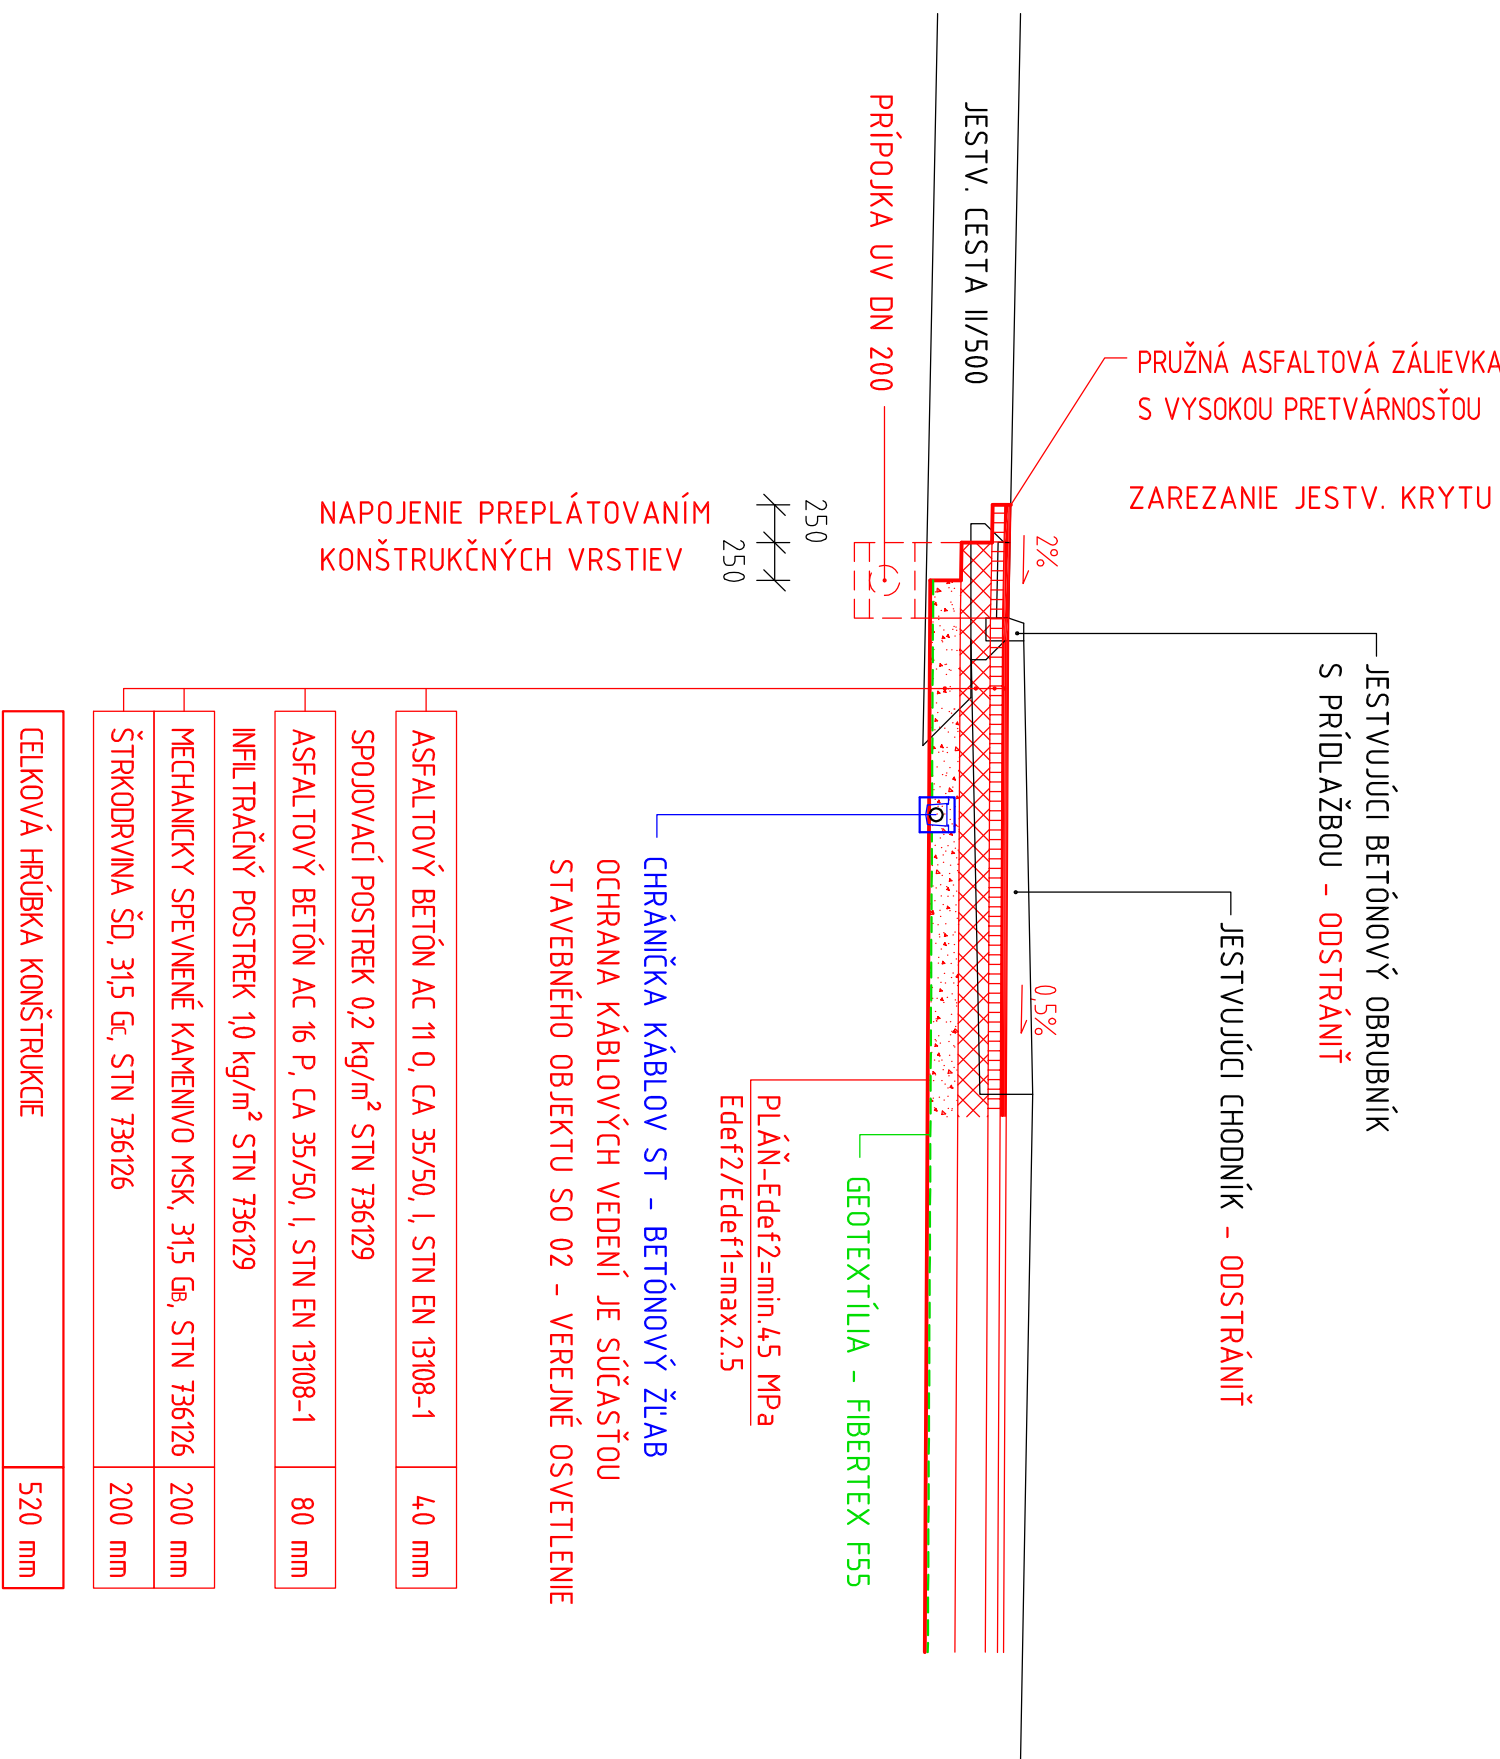 PRUŽNÁ ASFALTOVÁ ZÁLIEVKA
S VYSOKOU PRETVÁRNOSŤOU
ZAREZANIE JESTV. KRYTU
NAPOJENIE PREPLÁTOVANÍM
KONŠTRUKČNÝCH VRSTIEV
JESTVUJÚCI BETÓNOVÝ OBRUBNÍK
S PRÍDLAŽBOU - ODSTRÁNIŤ
JESTVUJÚCI CHODNÍK - ODSTRÁNIŤ
2%
0,5%
JESTV. CESTA II/500
PRÍPOJKA UV DN 200
250
250
GEOTEXTÍLIA - FIBERTEX F55
PLÁŇ-Edef2=min.45 MPa
Edef2/Edef1=max.2.5
CHRÁNIČKA KÁBLOV ST - BETÓNOVÝ ŽĽAB
OCHRANA KÁBLOVÝCH VEDENÍ JE SÚČASŤOU
STAVEBNÉHO OBJEKTU SO 02 - VEREJNÉ OSVETLENIE
ASFALTOVÝ BETÓN AC 11 O, CA 35/50, I, STN EN 13108-1 40 mm
SPOJOVACÍ POSTREK 0,2 kg/m² STN 736129
ASFALTOVÝ BETÓN AC 16 P, CA 35/50, I, STN EN 13108-1 80 mm
INFILTRAČNÝ POSTREK 1,0 kg/m² STN 736129
MECHANICKY SPEVNENÉ KAMENIVO MSK, 31,5 GB, STN 736126 200 mm
ŠTRKODRVINA ŠD, 31,5 GC, STN 736126 200 mm
CELKOVÁ HRÚBKA KONŠTRUKCIE 520 mm